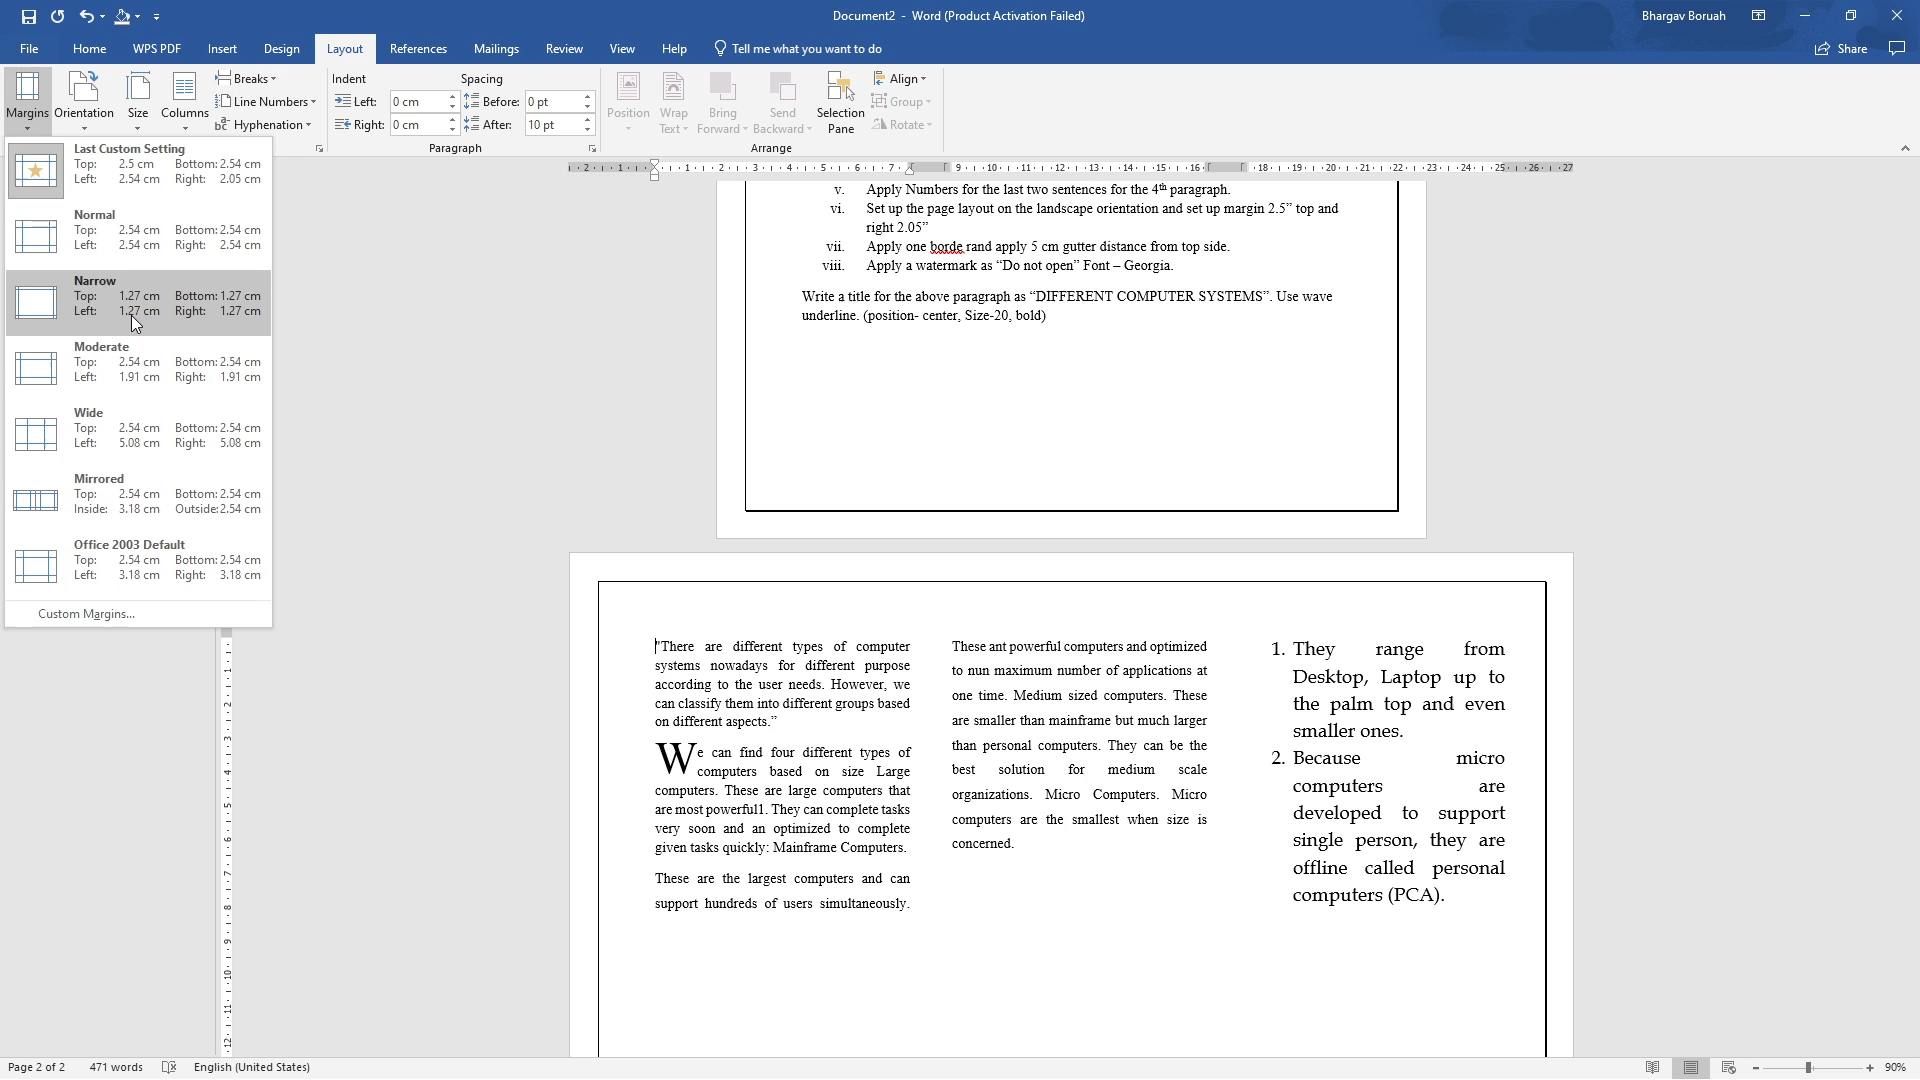 Document2 - Word (Product Activation Failed)
Bhargav Boruah
File Home WPS PDF Insert Design Layout References Mailings Review View Help Tell me what you want to do
Share
Margins Orientation Size Columns
Breaks
Line Numbers
Hyphenation
Indent
Left: 0 cm
Right: 0 cm
Spacing
Before: 0 pt
After: 10 pt
Paragraph
Position
Wrap Text
Bring Forward
Send Backward
Selection Pane
Align
Group
Rotate
Arrange
Last Custom Setting
Top: 2.5 cm Bottom: 2.54 cm
Left: 2.54 cm Right: 2.05 cm
Normal
Top: 2.54 cm Bottom: 2.54 cm
Left: 2.54 cm Right: 2.54 cm
Narrow
Top: 1.27 cm Bottom: 1.27 cm
Left: 1.27 cm Right: 1.27 cm
Moderate
Top: 2.54 cm Bottom: 2.54 cm
Left: 1.91 cm Right: 1.91 cm
Wide
Top: 2.54 cm Bottom: 2.54 cm
Left: 5.08 cm Right: 5.08 cm
Mirrored
Top: 2.54 cm Bottom: 2.54 cm
Inside: 3.18 cm Outside: 2.54 cm
Office 2003 Default
Top: 2.54 cm Bottom: 2.54 cm
Left: 3.18 cm Right: 3.18 cm
Custom Margins...
v. Apply Numbers for the last two sentences for the 4th paragraph.
vi. Set up the page layout on the landscape orientation and set up margin 2.5” top and
right 2.05”
vii. Apply one borde rand apply 5 cm gutter distance from top side.
viii. Apply a watermark as “Do not open” Font – Georgia.
Write a title for the above paragraph as “DIFFERENT COMPUTER SYSTEMS”. Use wave
underline. (position- center, Size-20, bold)
"There are different types of computer
systems nowadays for different purpose
according to the user needs. However, we
can classify them into different groups based
on different aspects.”
We can find four different types of
computers based on size Large
computers. These are large computers that
are most powerful1. They can complete tasks
very soon and an optimized to complete
given tasks quickly: Mainframe Computers.
These are the largest computers and can
support hundreds of users simultaneously.
These ant powerful computers and optimized
to nun maximum number of applications at
one time. Medium sized computers. These
are smaller than mainframe but much larger
than personal computers. They can be the
best solution for medium scale
organizations. Micro Computers. Micro
computers are the smallest when size is
concerned.
1. They range from
Desktop, Laptop up to
the palm top and even
smaller ones.
2. Because micro
computers are
developed to support
single person, they are
offline called personal
computers (PCA).
Page 2 of 2 471 words English (United States)
90%